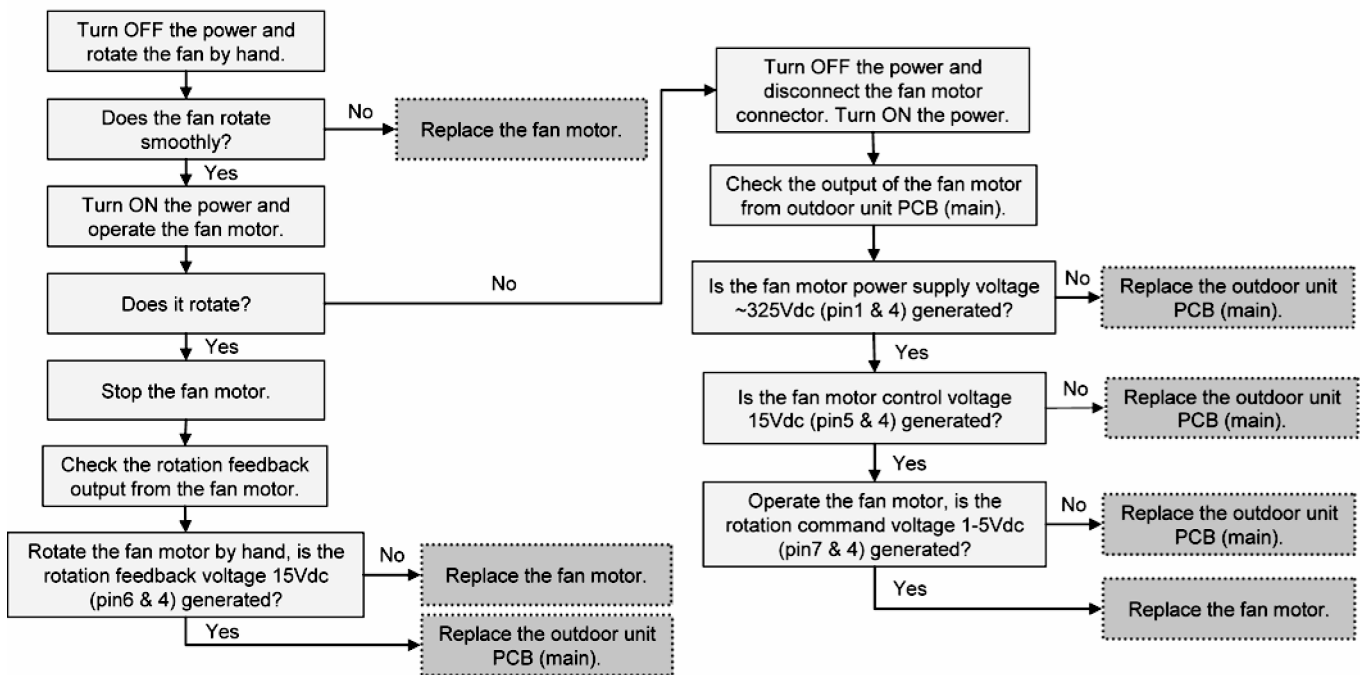 Turn OFF the power and
rotate the fan by hand.
Does the fan rotate
smoothly?
No
Replace the fan motor.
Yes
Turn ON the power and
operate the fan motor.
Does it rotate?
No
Yes
Stop the fan motor.
Check the rotation feedback
output from the fan motor.
Rotate the fan motor by hand, is the
rotation feedback voltage 15Vdc
(pin6 & 4) generated?
No
Replace the fan motor.
Yes
Replace the outdoor unit
PCB (main).
Turn OFF the power and
disconnect the fan motor
connector. Turn ON the power.
Check the output of the fan motor
from outdoor unit PCB (main).
Is the fan motor power supply voltage
~325Vdc (pin1 & 4) generated?
No
Replace the outdoor unit
PCB (main).
Yes
Is the fan motor control voltage
15Vdc (pin5 & 4) generated?
No
Replace the outdoor unit
PCB (main).
Yes
Operate the fan motor, is the
rotation command voltage 1-5Vdc
(pin7 & 4) generated?
No
Replace the outdoor unit
PCB (main).
Yes
Replace the fan motor.